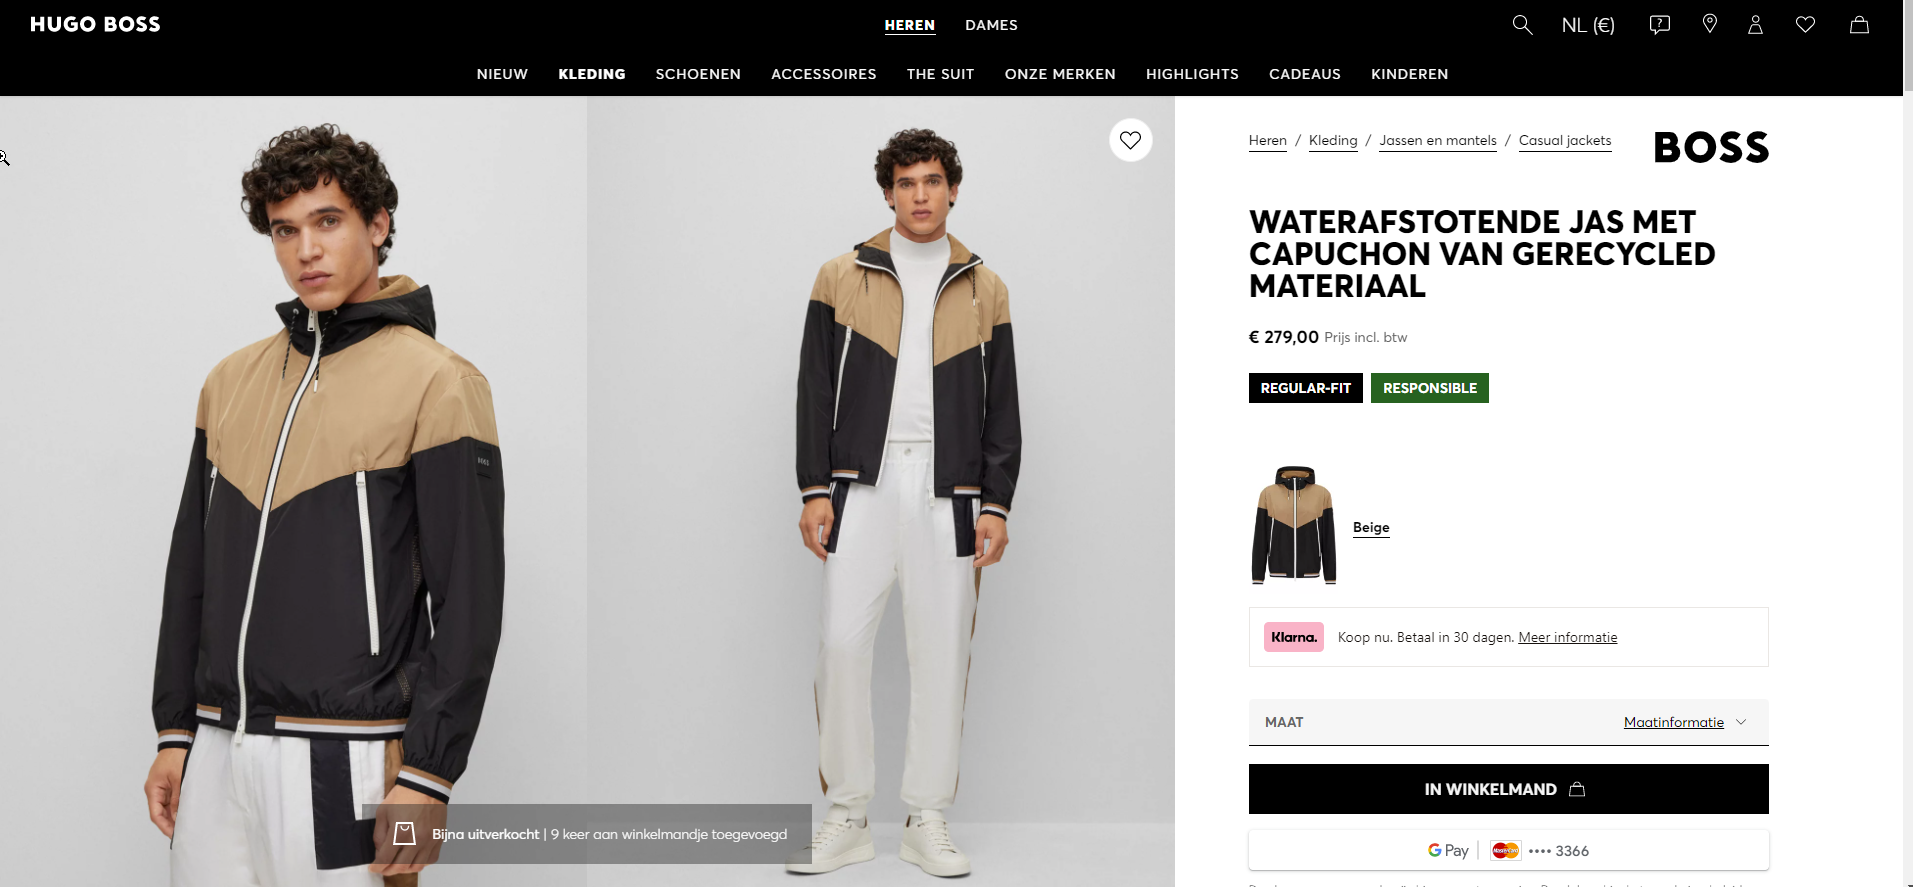 HUGO BOSS
HEREN
DAMES
NL (€)
NIEUW
KLEDING
SCHOENEN
ACCESSOIRES
THE SUIT
ONZE MERKEN
HIGHLIGHTS
CADEAUS
KINDEREN
Heren / Kleding / Jassen en mantels / Casual jackets
BOSS
WATERAFSTOTENDE JAS MET
CAPUCHON VAN GERECYCLED
MATERIAAL
€ 279,00 Prijs incl. btw
REGULAR-FIT
RESPONSIBLE
Beige
Klarna. Koop nu. Betaal in 30 dagen. Meer informatie
MAAT
Maatinformatie
IN WINKELMAND
G Pay | MasterCard •••• 3366
Bijna uitverkocht | 9 keer aan winkelmandje toegevoegd
BOSS